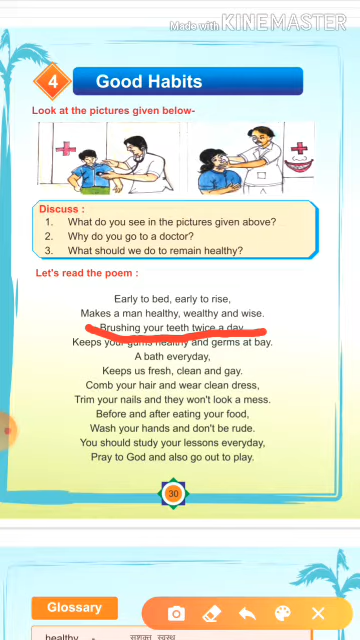 Made with KINEMASTER
4 Good Habits
Look at the pictures given below-
Discuss :
1. What do you see in the pictures given above?
2. Why do you go to a doctor?
3. What should we do to remain healthy?
Let's read the poem :
Early to bed, early to rise,
Makes a man healthy, wealthy and wise.
Brushing your teeth twice a day
Keeps your gums healthy and germs at bay.
A bath everyday,
Keeps us fresh, clean and gay.
Comb your hair and wear clean dress,
Trim your nails and they won't look a mess.
Before and after eating your food,
Wash your hands and don't be rude.
You should study your lessons everyday,
Pray to God and also go out to play.
30
Glossary
healthy - स्वस्थ